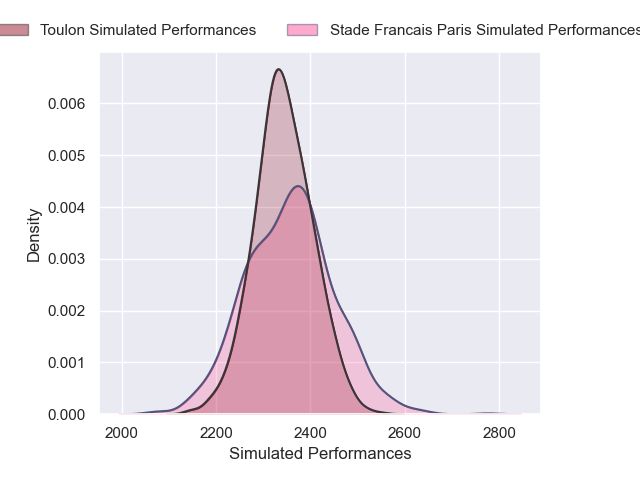 Toulon Simulated Performances
Stade Francais Paris Simulated Performances
0.006
0.005
0.004
0.003
0.002
0.001
0.000
Density
2000 2200 2400 2600 2800
Simulated Performances